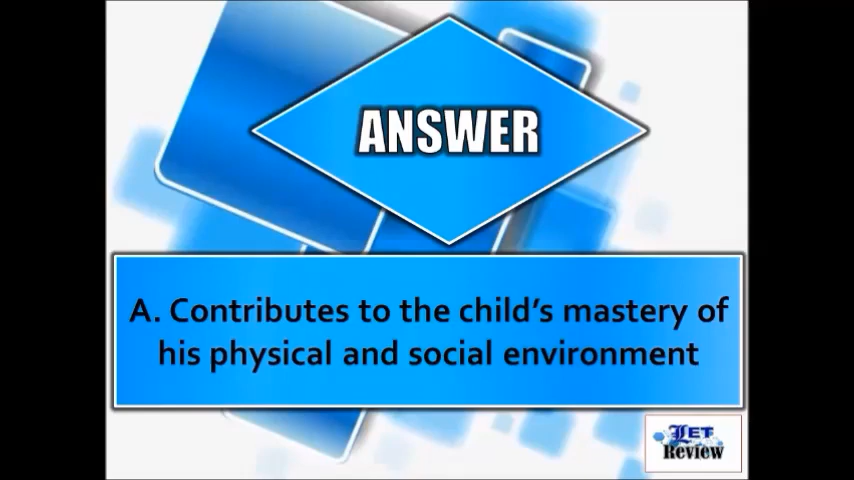 ANSWER
A. Contributes to the child's mastery of
his physical and social environment
LET
Review